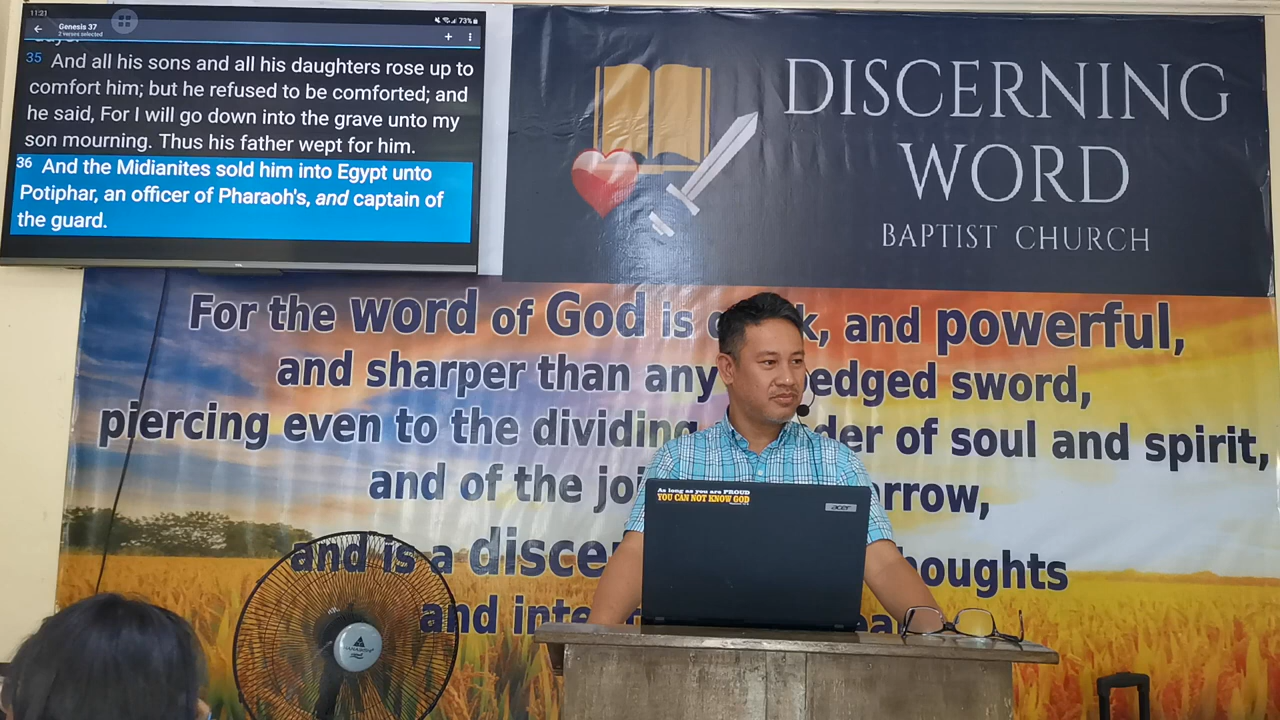 11:21
73%
Genesis 37
2 verses selected
35 And all his sons and all his daughters rose up to
comfort him; but he refused to be comforted; and
he said, For I will go down into the grave unto my
son mourning. Thus his father wept for him.
36 And the Midianites sold him into Egypt unto
Potiphar, an officer of Pharaoh's, and captain of
the guard.
DISCERNING
WORD
BAPTIST CHURCH
For the word of God is k, and powerful,
and sharper than any edged sword,
piercing even to the dividing der of soul and spirit,
and of the joi rrow,
and is a discer houghts
and inte ea
As long as you are PROUD
YOU CAN NOT KNOW GOD
acer